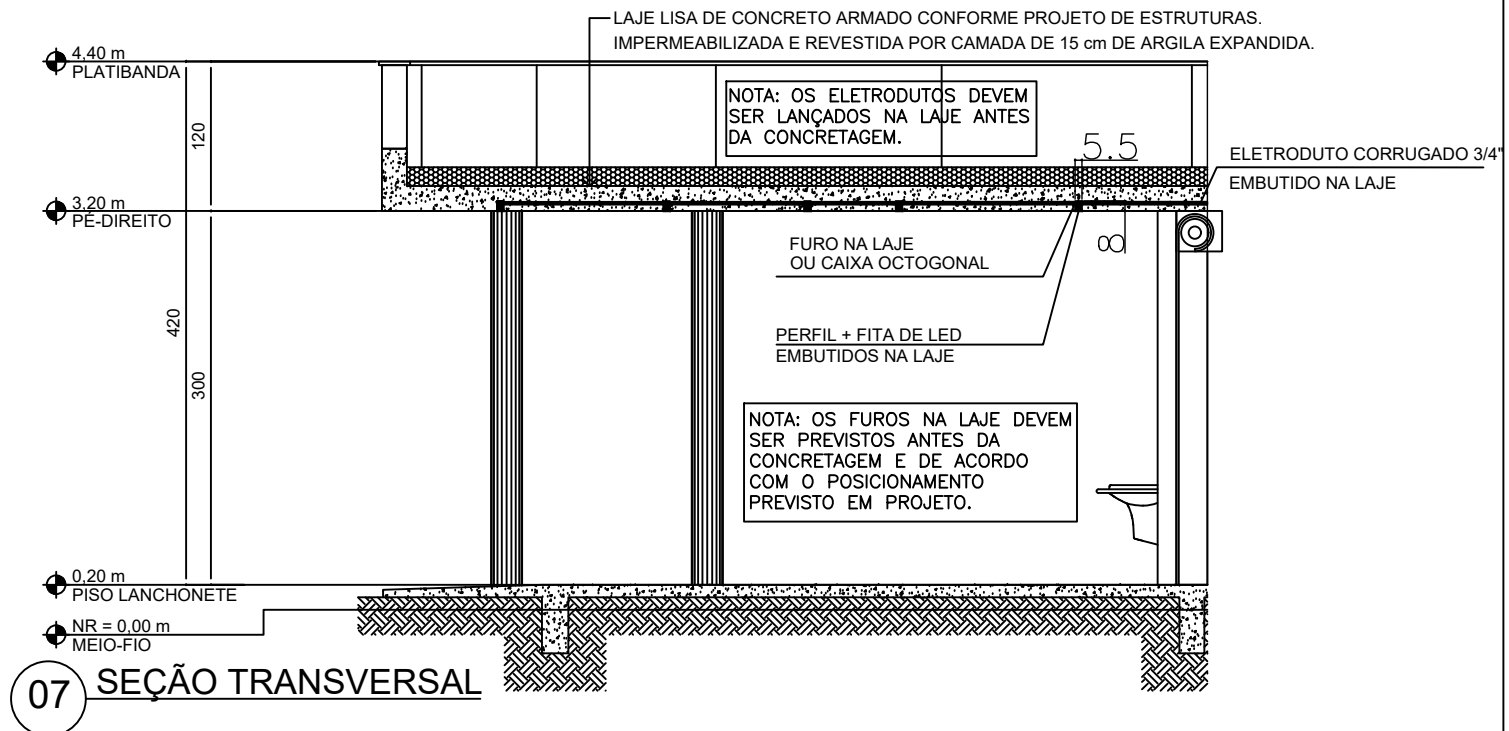 LAJE LISA DE CONCRETO ARMADO CONFORME PROJETO DE ESTRUTURAS.
IMPERMEABILIZADA E REVESTIDA POR CAMADA DE 15 cm DE ARGILA EXPANDIDA.
4,40 m
PLATIBANDA
120
NOTA: OS ELETRODUTOS DEVEM
SER LANÇADOS NA LAJE ANTES
DA CONCRETAGEM.
5.5
ELETRODUTO CORRUGADO 3/4"
EMBUTIDO NA LAJE
3,20 m
PÉ-DIREITO
8
FURO NA LAJE
OU CAIXA OCTOGONAL
420
300
PERFIL + FITA DE LED
EMBUTIDOS NA LAJE
NOTA: OS FUROS NA LAJE DEVEM
SER PREVISTOS ANTES DA
CONCRETAGEM E DE ACORDO
COM O POSICIONAMENTO
PREVISTO EM PROJETO.
0,20 m
PISO LANCHONETE
NR = 0,00 m
MEIO-FIO
07 SEÇÃO TRANSVERSAL